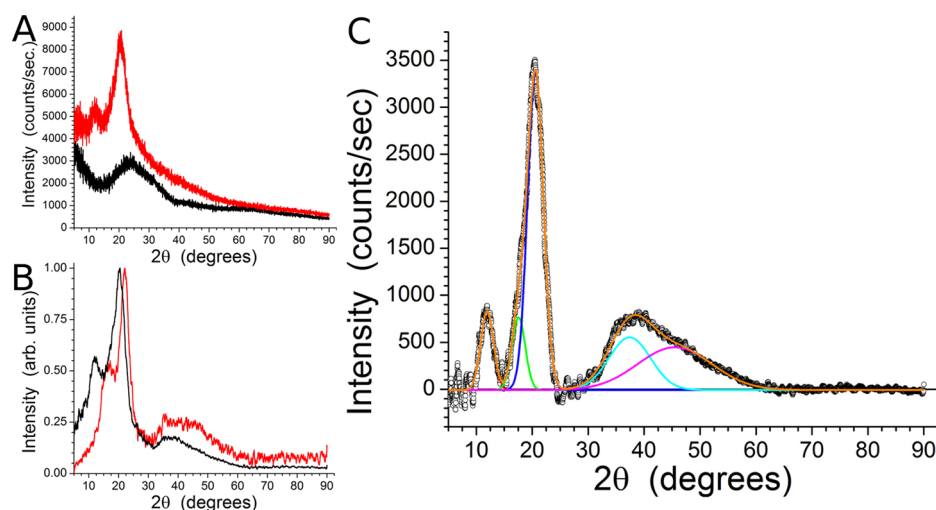 A
9000
8000
7000
6000
5000
4000
3000
2000
1000
0
Intensity (counts/sec.)
10 20 30 40 50 60 70 80 90
2θ (degrees)
B
1.00
0.75
0.50
0.25
0.00
Intensity (arb. units)
10 20 30 40 50 60 70 80 90
2θ (degrees)
C
3500
3000
2500
2000
1500
1000
500
0
Intensity (counts/sec)
10 20 30 40 50 60 70 80 90
2θ (degrees)